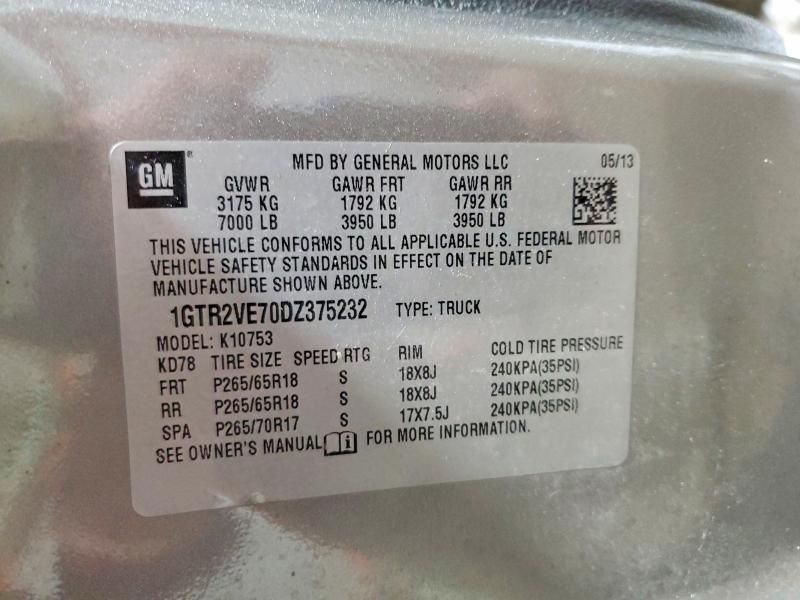 GM
MFD BY GENERAL MOTORS LLC 05/13
GVWR GAWR FRT GAWR RR
3175 KG 1792 KG 1792 KG
7000 LB 3950 LB 3950 LB
THIS VEHICLE CONFORMS TO ALL APPLICABLE U.S. FEDERAL MOTOR
VEHICLE SAFETY STANDARDS IN EFFECT ON THE DATE OF
MANUFACTURE SHOWN ABOVE.
1GTR2VE70DZ375232 TYPE: TRUCK
MODEL: K10753
KD78 TIRE SIZE SPEED RTG RIM COLD TIRE PRESSURE
FRT P265/65R18 S 18X8J 240KPA(35PSI)
RR P265/65R18 S 18X8J 240KPA(35PSI)
SPA P265/70R17 S 17X7.5J 240KPA(35PSI)
SEE OWNER'S MANUAL FOR MORE INFORMATION.